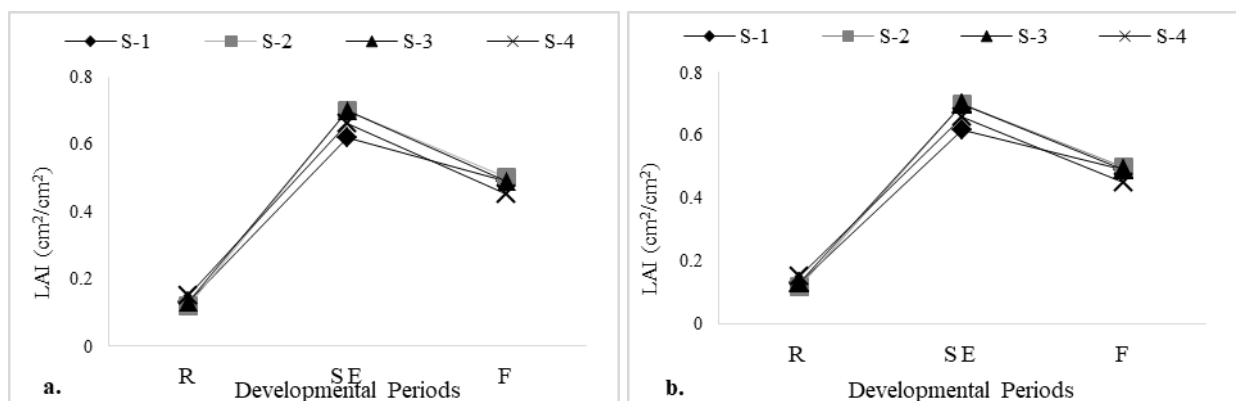 S-1 S-2 S-3 S-4
0.8
0.6
0.4
0.2
0
LAI (cm²/cm²)
R SE F
a. Developmental Periods
S-1 S-2 S-3 S-4
0.8
0.6
0.4
0.2
0
LAI (cm²/cm²)
R SE F
b. Developmental Periods